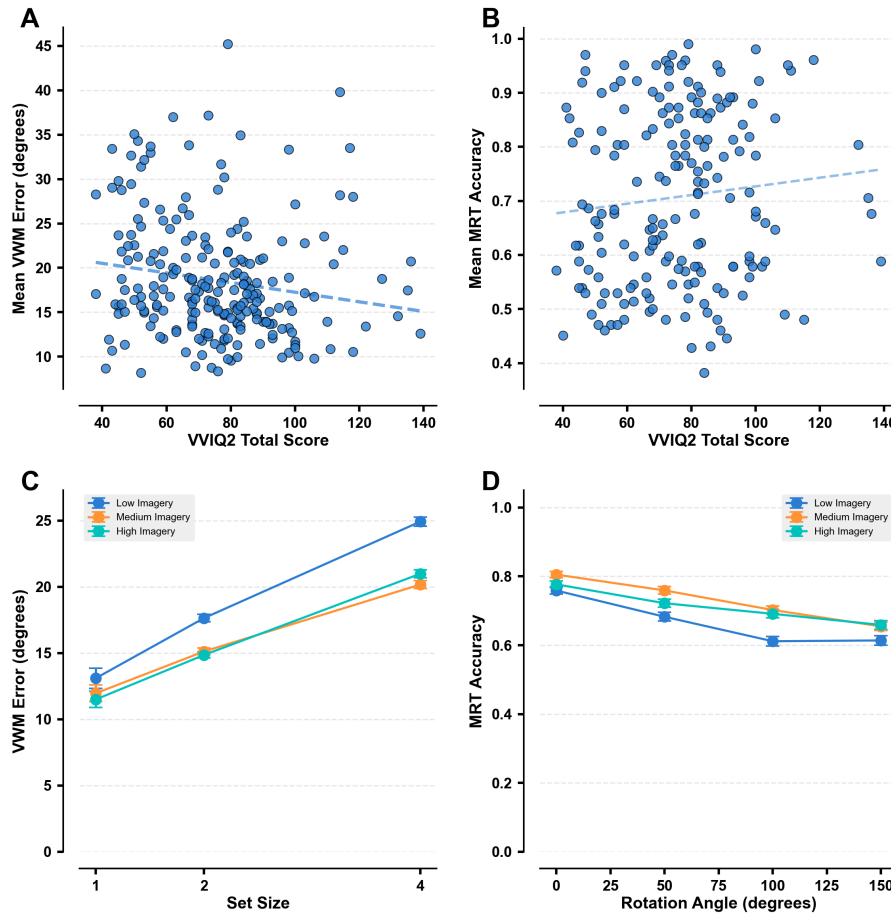 A
Mean VWM Error (degrees)
45
40
35
30
25
20
15
10
40 60 80 100 120 140
VVIQ2 Total Score
B
Mean MRT Accuracy
1.0
0.9
0.8
0.7
0.6
0.5
0.4
40 60 80 100 120 140
VVIQ2 Total Score
C
Low Imagery
Medium Imagery
High Imagery
VWM Error (degrees)
25
20
15
10
5
0
1 2 4
Set Size
D
Low Imagery
Medium Imagery
High Imagery
MRT Accuracy
1.0
0.8
0.6
0.4
0.2
0.0
0 25 50 75 100 125 150
Rotation Angle (degrees)